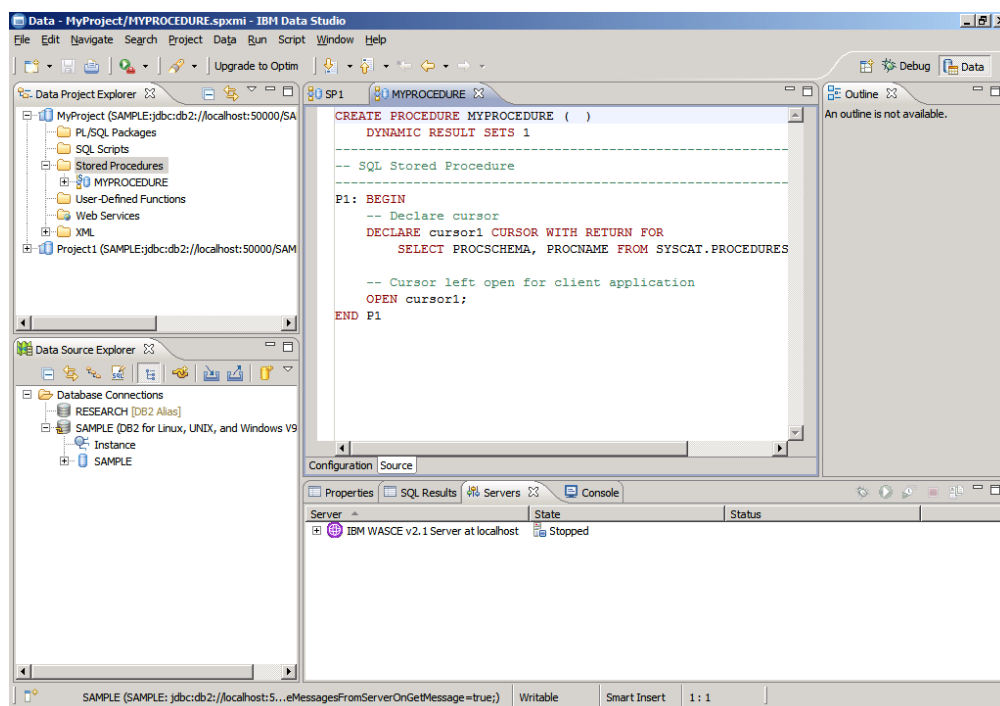 Data - MyProject/MYPROCEDURE.spxmi - IBM Data Studio
File Edit Navigate Search Project Data Run Script Window Help
Upgrade to Optim
Debug
Data
Data Project Explorer
MyProject (SAMPLE:jdbc:db2://localhost:50000/SA
PL/SQL Packages
SQL Scripts
Stored Procedures
MYPROCEDURE
User-Defined Functions
Web Services
XML
Project1 (SAMPLE:jdbc:db2://localhost:50000/SAM
SP1
MYPROCEDURE
CREATE PROCEDURE MYPROCEDURE ( )
DYNAMIC RESULT SETS 1
------------------------------------------------------------------------
-- SQL Stored Procedure
------------------------------------------------------------------------
P1: BEGIN
-- Declare cursor
DECLARE cursor1 CURSOR WITH RETURN FOR
SELECT PROCSCHEMA, PROCNAME FROM SYSCAT.PROCEDURES
-- Cursor left open for client application
OPEN cursor1;
END P1
Configuration Source
Outline
An outline is not available.
Data Source Explorer
Database Connections
RESEARCH [DB2 Alias]
SAMPLE (DB2 for Linux, UNIX, and Windows V9
Instance
SAMPLE
Properties SQL Results Servers Console
Server State Status
IBM WASCE v2.1 Server at localhost Stopped
SAMPLE (SAMPLE: jdbc:db2://localhost:5...eMessagesFromServerOnGetMessage=true;) Writable Smart Insert 1 : 1